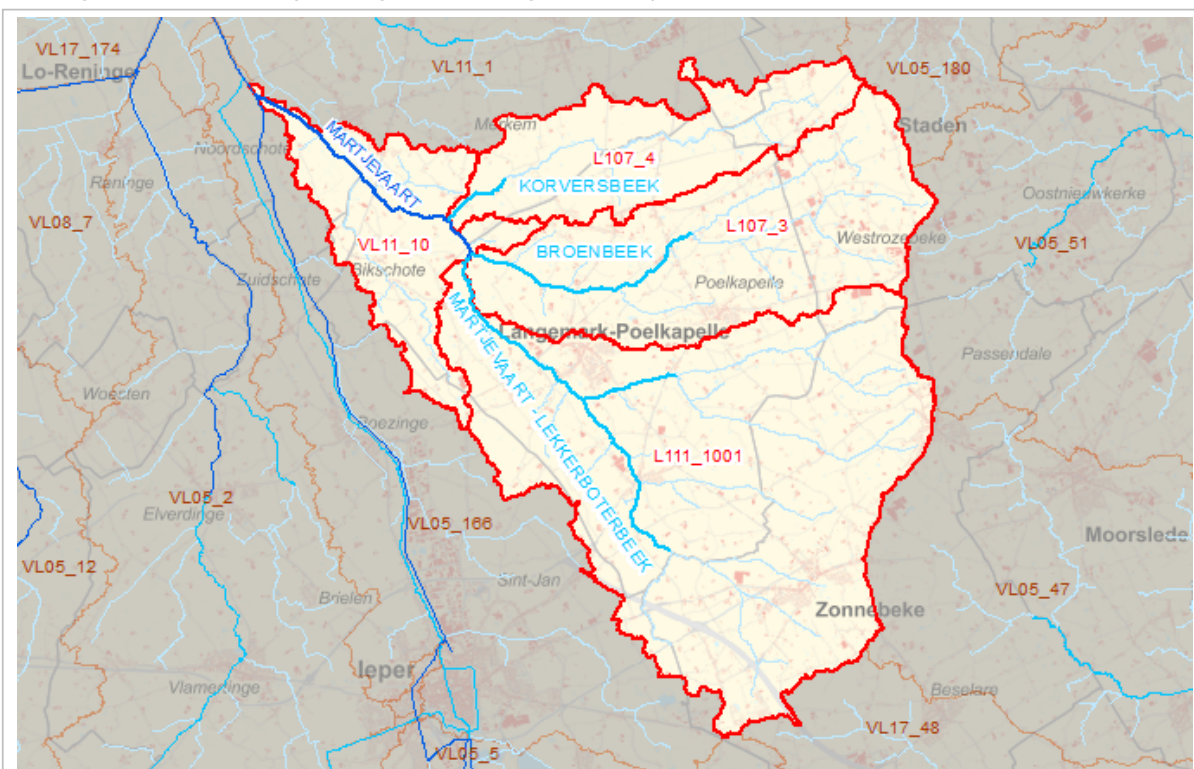 VL17_174
Lo-Reninge
VL11_1
VL05_180
Merkem
Staden
MARTJEVAART
Noordschote
L107_4
Reninge
KORVERSBEEK
Oostnieuwkerke
VL08_7
L107_3
Westrozebeke
VL05_51
VL11_10
BROENBEEK
Bikschote
Zuidschote
Poelkapelle
Langemark-Poelkapelle
Passendale
MARTJEVAART - LEKKERBOTERBEEK
Woesten
Boezinge
L111_1001
VL05_2
Elverdinge
VL05_166
Moorslede
VL05_12
Sint-Jan
VL05_47
Brielen
Zonnebeke
Ieper
Vlamertinge
Beselare
VL17_48
VL05_5